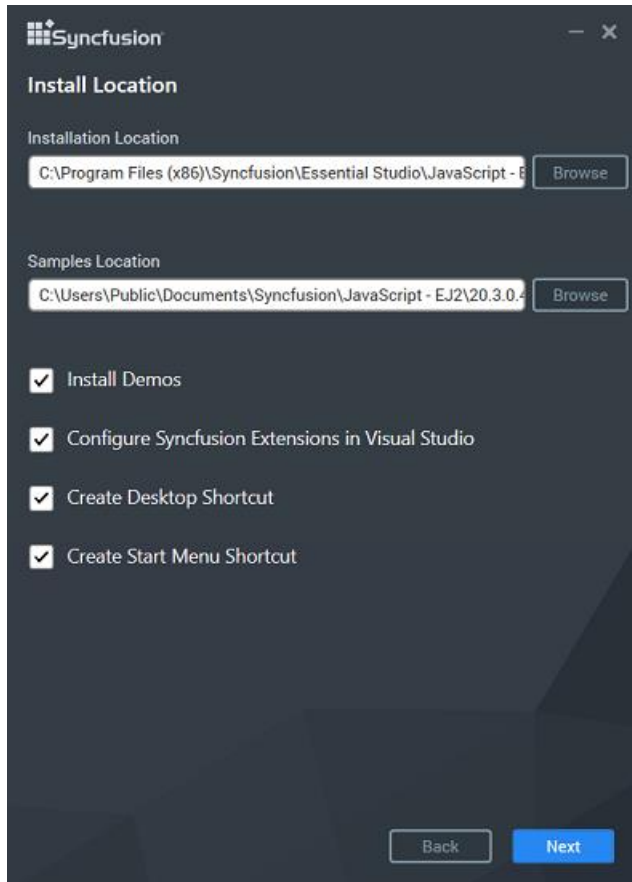 Syncfusion
Install Location
Installation Location
C:\Program Files (x86)\Syncfusion\Essential Studio\JavaScript - E
Browse
Samples Location
C:\Users\Public\Documents\Syncfusion\JavaScript - EJ2\20.3.0.4
Browse
Install Demos
Configure Syncfusion Extensions in Visual Studio
Create Desktop Shortcut
Create Start Menu Shortcut
Back
Next